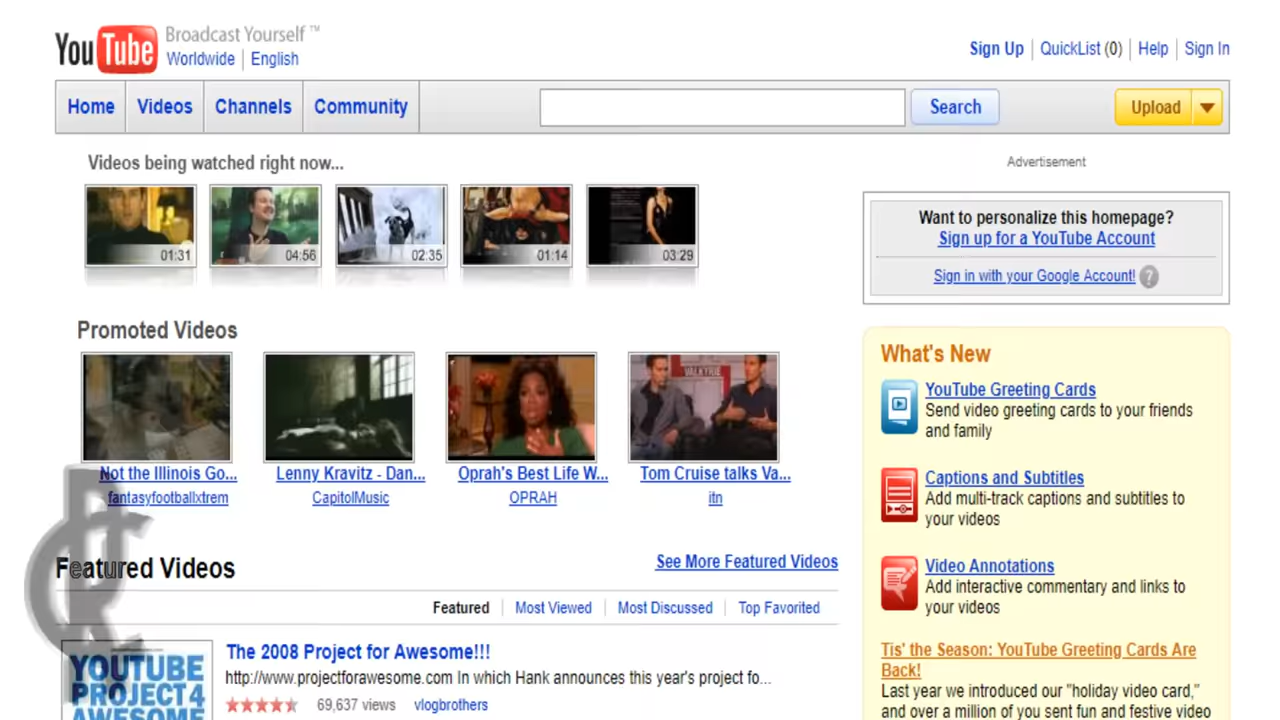 YouTube
Broadcast Yourself ™
Worldwide | English
Sign Up | QuickList (0) | Help | Sign In
Home
Videos
Channels
Community
Search
Upload
Videos being watched right now...
01:31
04:56
02:35
01:14
03:29
Promoted Videos
VALKYRIE
Not the Illinois Go...
fantasyfootballxtrem
Lenny Kravitz - Dan...
CapitolMusic
Oprah's Best Life W...
OPRAH
Tom Cruise talks Va...
itn
Featured Videos
See More Featured Videos
Featured | Most Viewed | Most Discussed | Top Favorited
YOUTUBE
PROJECT4
AWESOME
The 2008 Project for Awesome!!!
http://www.projectforawesome.com In which Hank announces this year's project fo...
69,637 views
vlogbrothers
Advertisement
Want to personalize this homepage?
Sign up for a YouTube Account
Sign in with your Google Account! ?
What's New
YouTube Greeting Cards
Send video greeting cards to your friends
and family
Captions and Subtitles
Add multi-track captions and subtitles to
your videos
Video Annotations
Add interactive commentary and links to
your videos
Tis' the Season: YouTube Greeting Cards Are
Back!
Last year we introduced our "holiday video card,"
and over a million of you sent fun and festive video